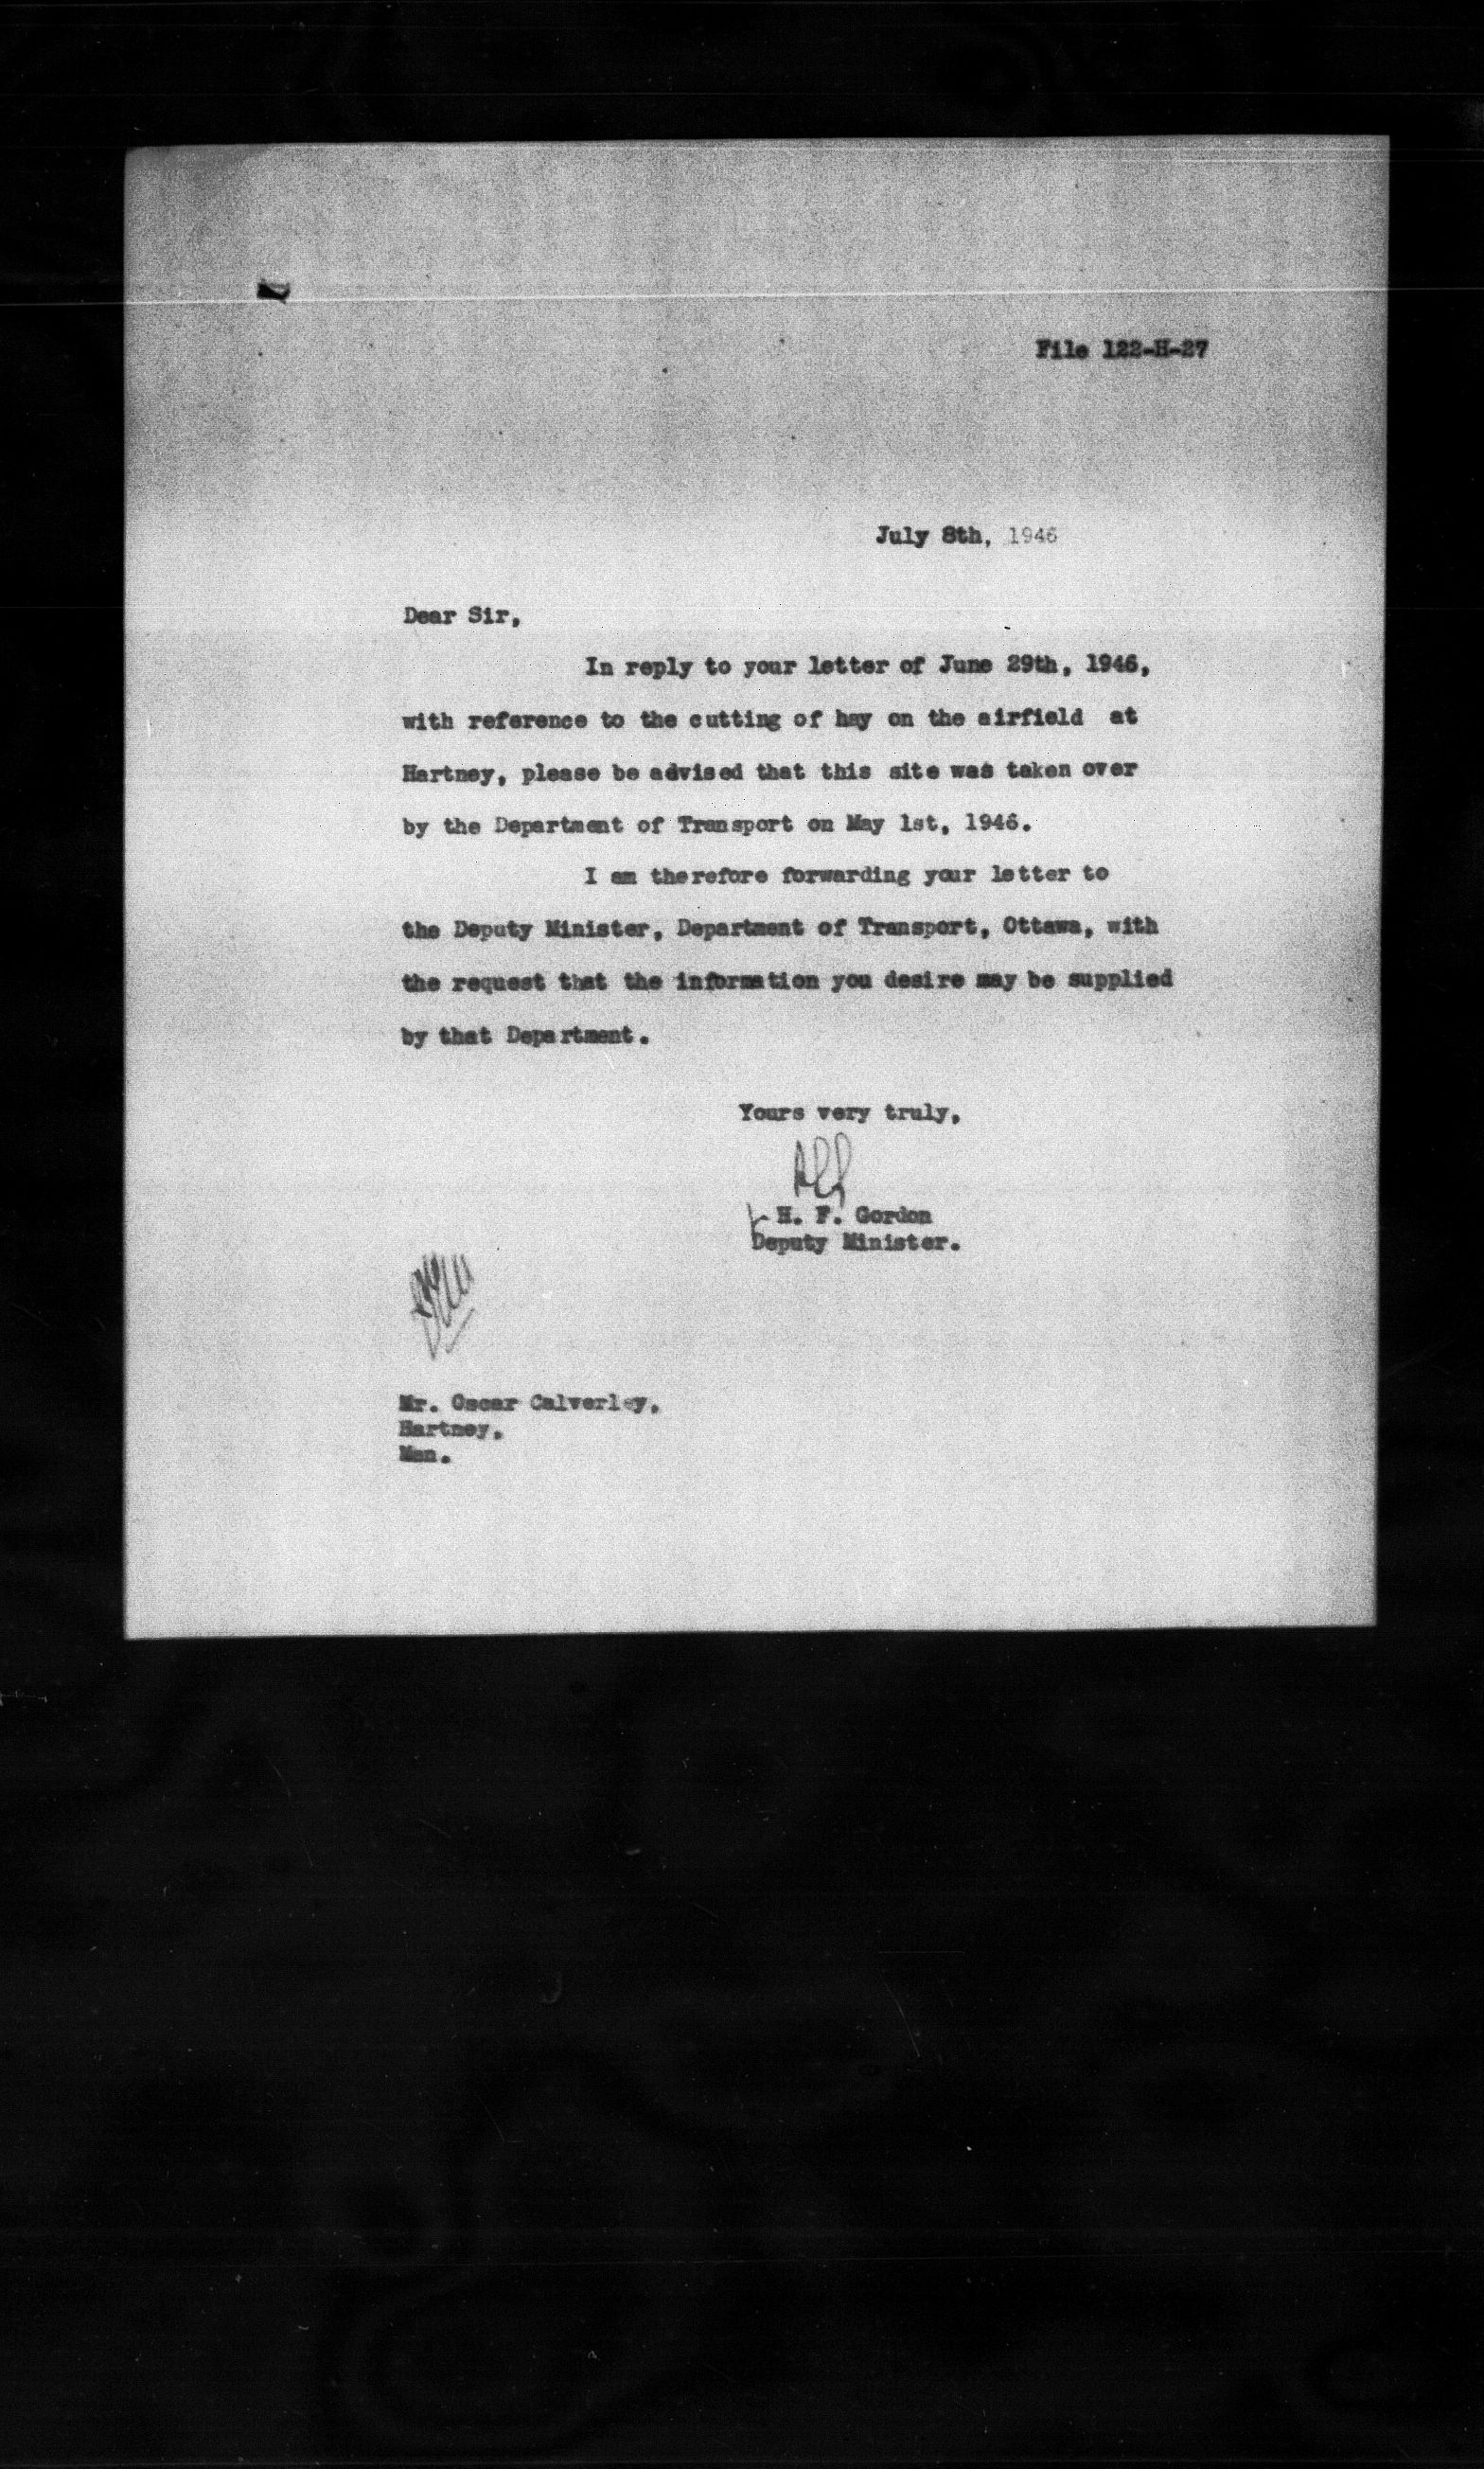 File 122-H-27
July 8th, 1946
Dear Sir,
In reply to your letter of June 29th, 1946,
with reference to the cutting of hay on the airfield at
Hartney, please be advised that this site was taken over
by the Department of Transport on May 1st, 1946.
I am therefore forwarding your letter to
the Deputy Minister, Department of Transport, Ottawa, with
the request that the information you desire may be supplied
by that Department.
Yours very truly,
H. F. Gordon
Deputy Minister.
Mr. Oscar Calverley,
Hartney,
Man.